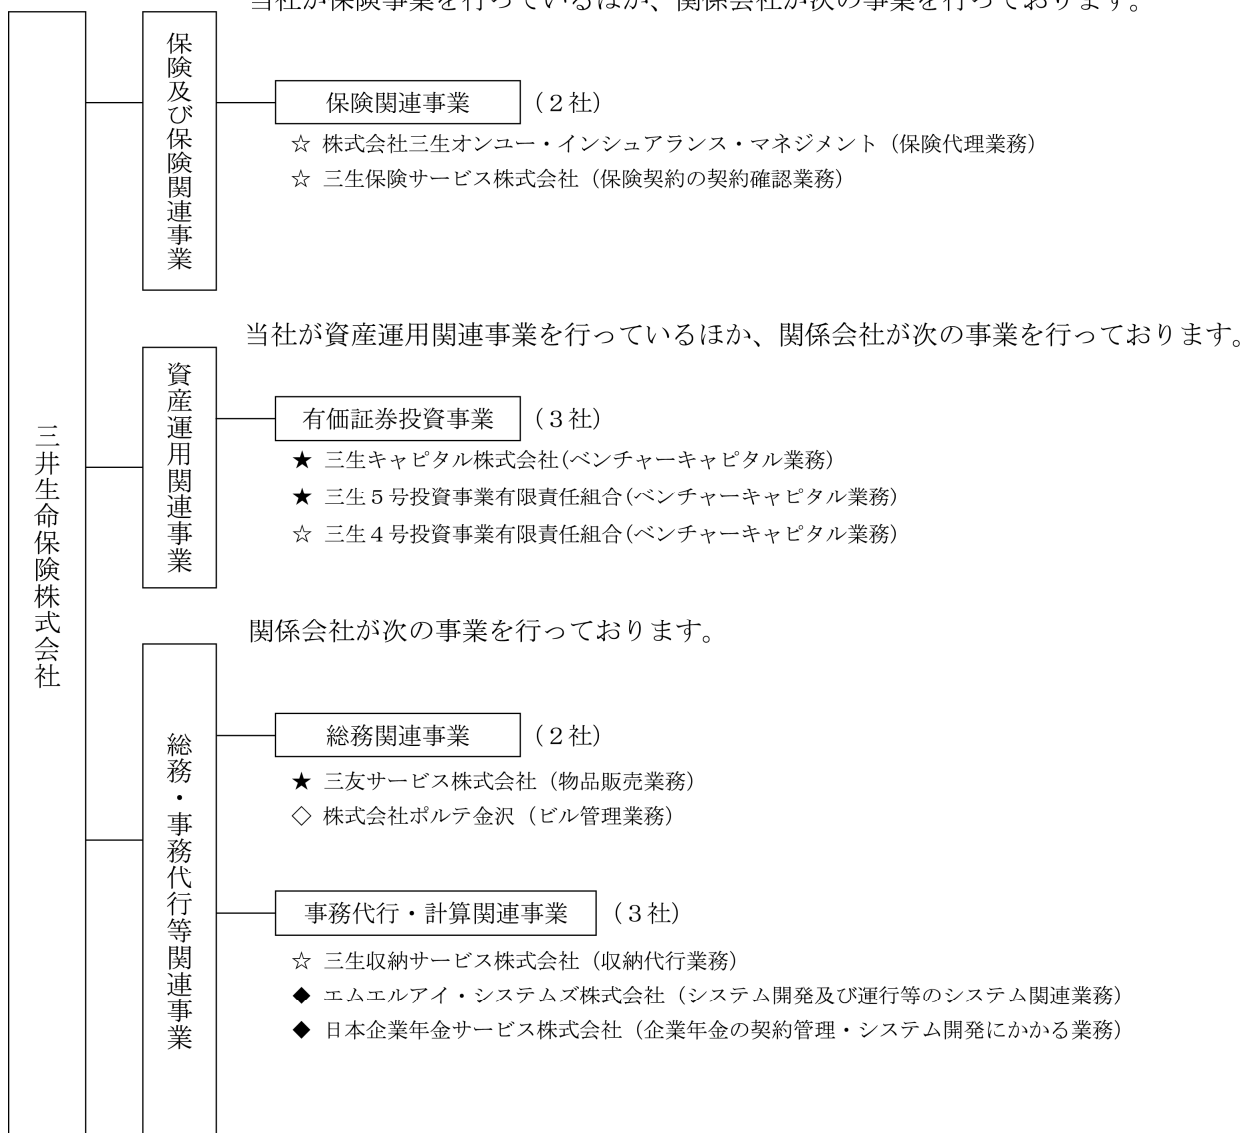 当社が保険事業を行っているほか、関係会社が次の事業を行っております。
三井生命保険株式会社
保険及び保険関連事業
保険関連事業 （２社）
☆ 株式会社三生オンユー・インシュアランス・マネジメント（保険代理業務）
☆ 三生保険サービス株式会社（保険契約の契約確認業務）
当社が資産運用関連事業を行っているほか、関係会社が次の事業を行っております。
資産運用関連事業
有価証券投資事業 （３社）
★ 三生キャピタル株式会社(ベンチャーキャピタル業務)
★ 三生５号投資事業有限責任組合(ベンチャーキャピタル業務)
☆ 三生４号投資事業有限責任組合(ベンチャーキャピタル業務)
関係会社が次の事業を行っております。
総務・事務代行等関連事業
総務関連事業 （２社）
★ 三友サービス株式会社（物品販売業務）
◇ 株式会社ポルテ金沢（ビル管理業務）
事務代行・計算関連事業 （３社）
☆ 三生収納サービス株式会社（収納代行業務）
◆ エムエルアイ・システムズ株式会社（システム開発及び運行等のシステム関連業務）
◆ 日本企業年金サービス株式会社（企業年金の契約管理・システム開発にかかる業務）